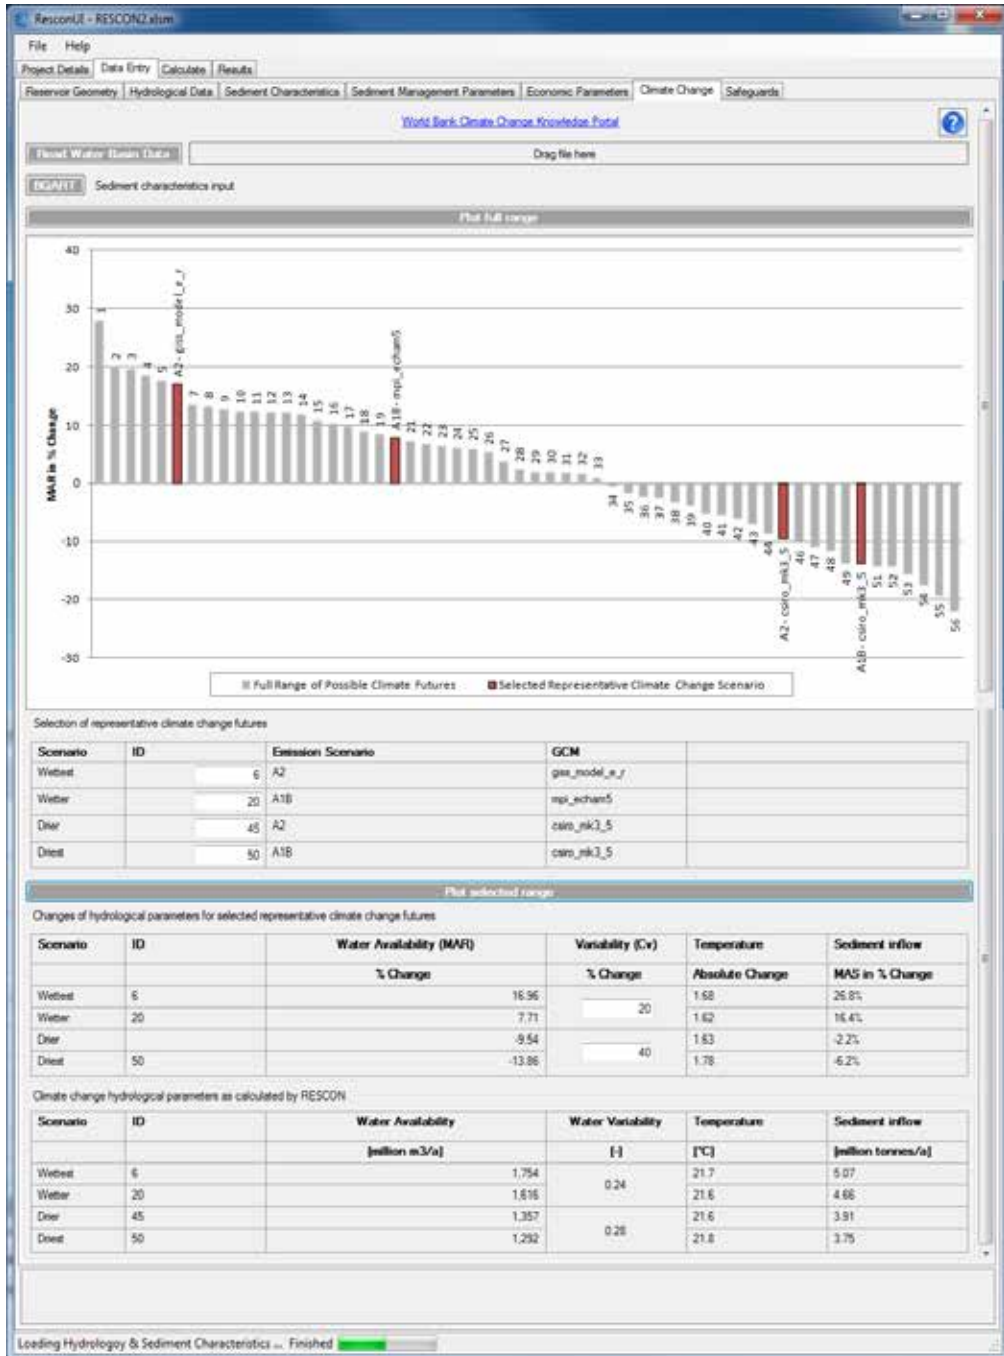 ResconUI - RESCON2.xlsm
File Help
Project Details Data Entry Calculate Results
Reservoir Geometry Hydrological Data Sediment Characteristics Sediment Management Parameters Economic Parameters Climate Change Safeguards
World Bank Climate Change Knowledge Portal
?
Read Water Basin Data Drag file here
BQART Sediment characteristics input
Plot full range
40
30
20
10
0
-10
-20
-30
MAR in % Change
1 2 3 4 5 A2 - giss_model_e_r 7 8 9 10 11 12 13 14 15 16 17 18 19 A1B - mpi_echam5 21 22 23 24 25 26 27 28 29 30 31 32 33
34 35 36 37 38 39 40 41 42 43 44 A2 - csiro_mk3_5 46 47 48 49 A1B - csiro_mk3_5 51 52 53 54 55 56
Full Range of Possible Climate Futures Selected Representative Climate Change Scenario
Selection of representative climate change futures
Scenario ID Emission Scenario GCM
Wettest 6 A2 giss_model_e_r
Wetter 20 A1B mpi_echam5
Drier 45 A2 csiro_mk3_5
Driest 50 A1B csiro_mk3_5
Plot selected range
Changes of hydrological parameters for selected representative climate change futures
Scenario ID Water Availability (MAR) Variability (Cv) Temperature Sediment inflow
% Change % Change Absolute Change MAS in % Change
Wettest 6 16.96 1.68 26.8%
20
Wetter 20 7.71 1.62 16.4%
Drier -9.54 1.63 -2.2%
40
Driest 50 -13.86 1.78 -6.2%
Climate change hydrological parameters as calculated by RESCON
Scenario ID Water Availability Water Variability Temperature Sediment inflow
[million m3/a] [-] [°C] [million tonnes/a]
Wettest 6 1,754 21.7 5.07
0.24
Wetter 20 1,616 21.6 4.66
Drier 45 1,357 21.6 3.91
0.28
Driest 50 1,292 21.8 3.75
Loading Hydrologoy & Sediment Characteristics ... Finished